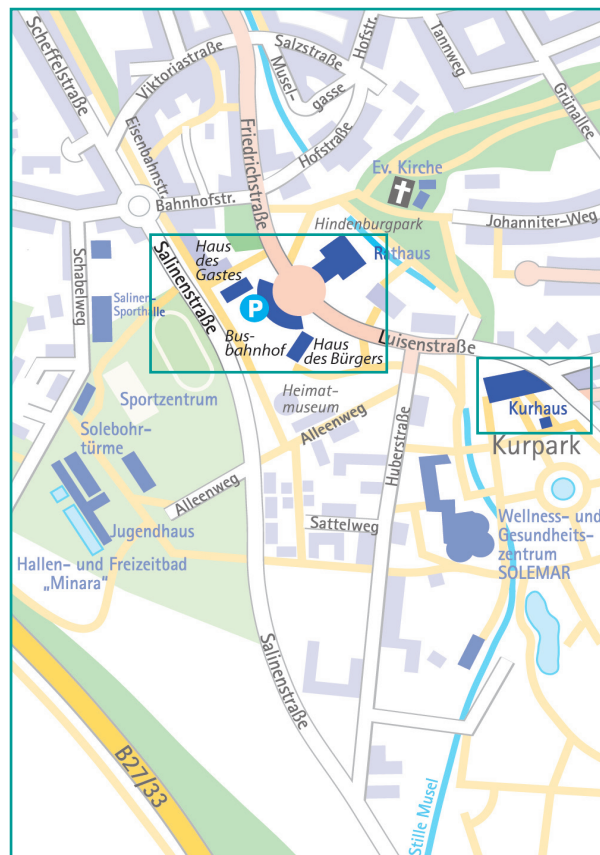 Scheffelstraße
Viktoriastraße
Salzstraße
Hofstr.
Tannweg
Grünallee
Musel-
gasse
Eisenbahnstr.
Friedrichstraße
Hofstraße
Ev. Kirche
Bahnhofstr.
Hindenburgpark
Johanniter-Weg
Schabelweg
Salinenstraße
Haus
des
Gastes
Rathaus
Salinen-
Sporthalle
P
Bus-
bahnhof
Haus
des Bürgers
Luisenstraße
Sportzentrum
Heimat-
museum
Kurhaus
Solebohr-
türme
Alleenweg
Huberstraße
Kurpark
Alleenweg
Sattelweg
Jugendhaus
Wellness- und
Gesundheits-
zentrum
SOLEMAR
Hallen- und Freizeitbad
„Minara“
Salinenstraße
B27/33
Stille Musel